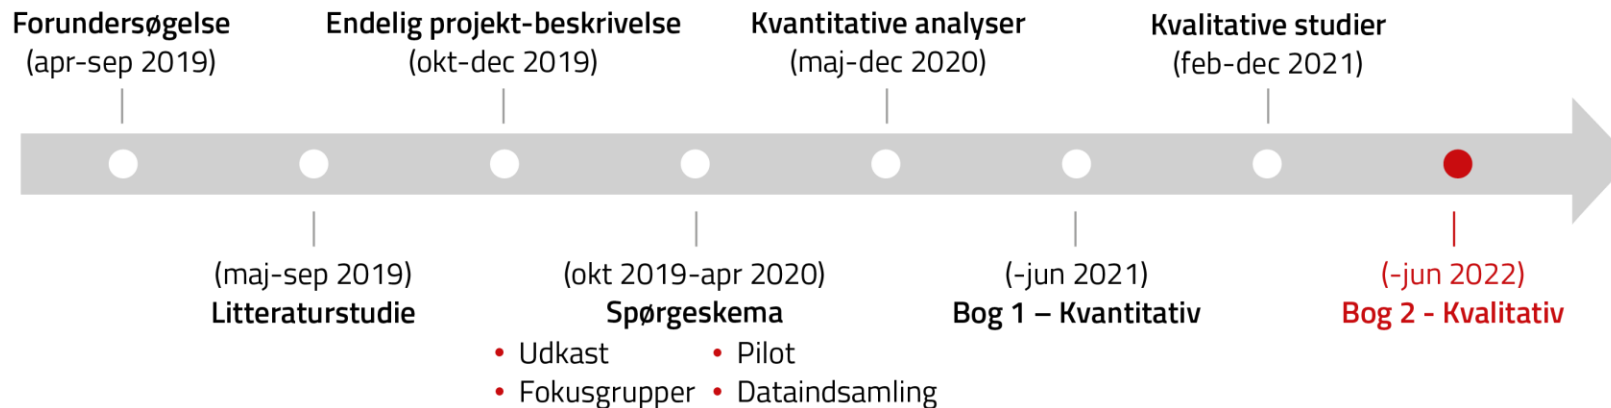 Forundersøgelse
(apr-sep 2019)
Endelig projekt-beskrivelse
(okt-dec 2019)
Kvantitative analyser
(maj-dec 2020)
Kvalitative studier
(feb-dec 2021)
(maj-sep 2019)
Litteraturstudie
(okt 2019-apr 2020)
Spørgeskema
• Udkast
• Fokusgrupper
• Pilot
• Dataindsamling
(-jun 2021)
Bog 1 – Kvantitativ
(-jun 2022)
Bog 2 - Kvalitativ